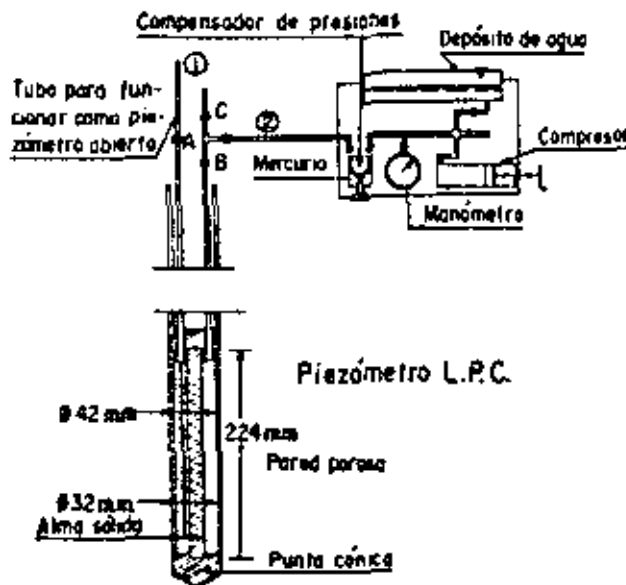 Compensador de presiones
Depósito de agua
1
Tubo para fun-
cionar como pie-
zómetro abierto
C
A
2
B
Mercurio
Compresor
Manómetro
Piezómetro L.P.C.
Ø 42 mm
224 mm
Pared porosa
Ø 32 mm.
Alma sólida
Punta cónica